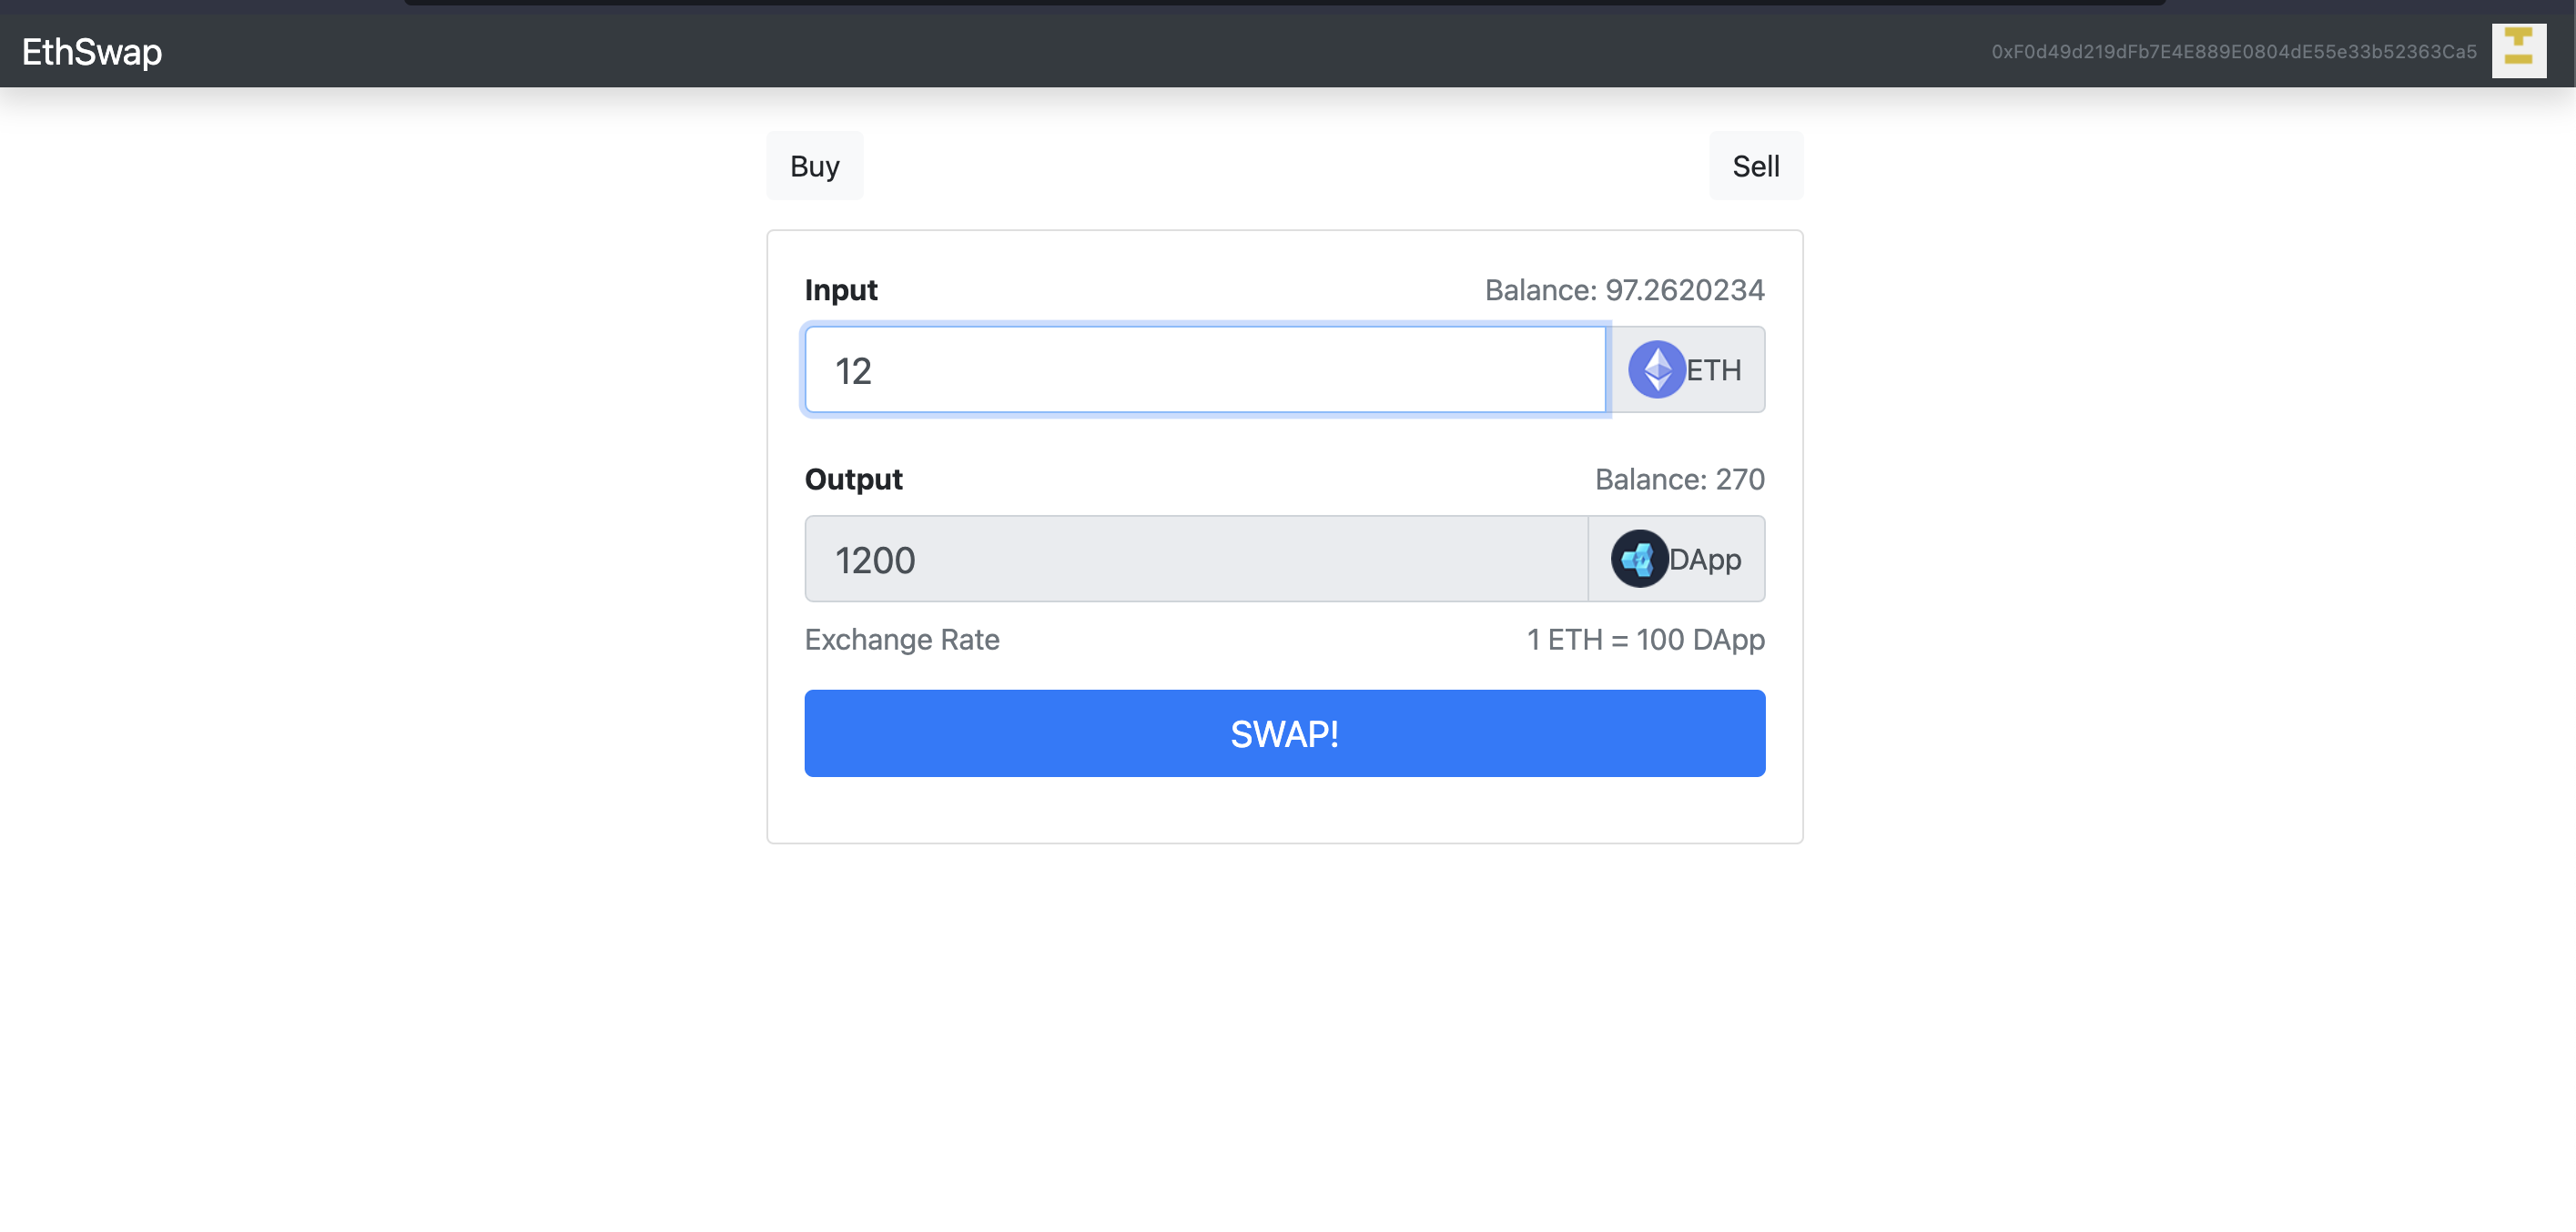 EthSwap
0xF0d49d219dFb7E4E889E0804dE55e33b52363Ca5
Buy
Sell
Input
Balance: 97.2620234
12
ETH
Output
Balance: 270
1200
DApp
Exchange Rate
1 ETH = 100 DApp
SWAP!